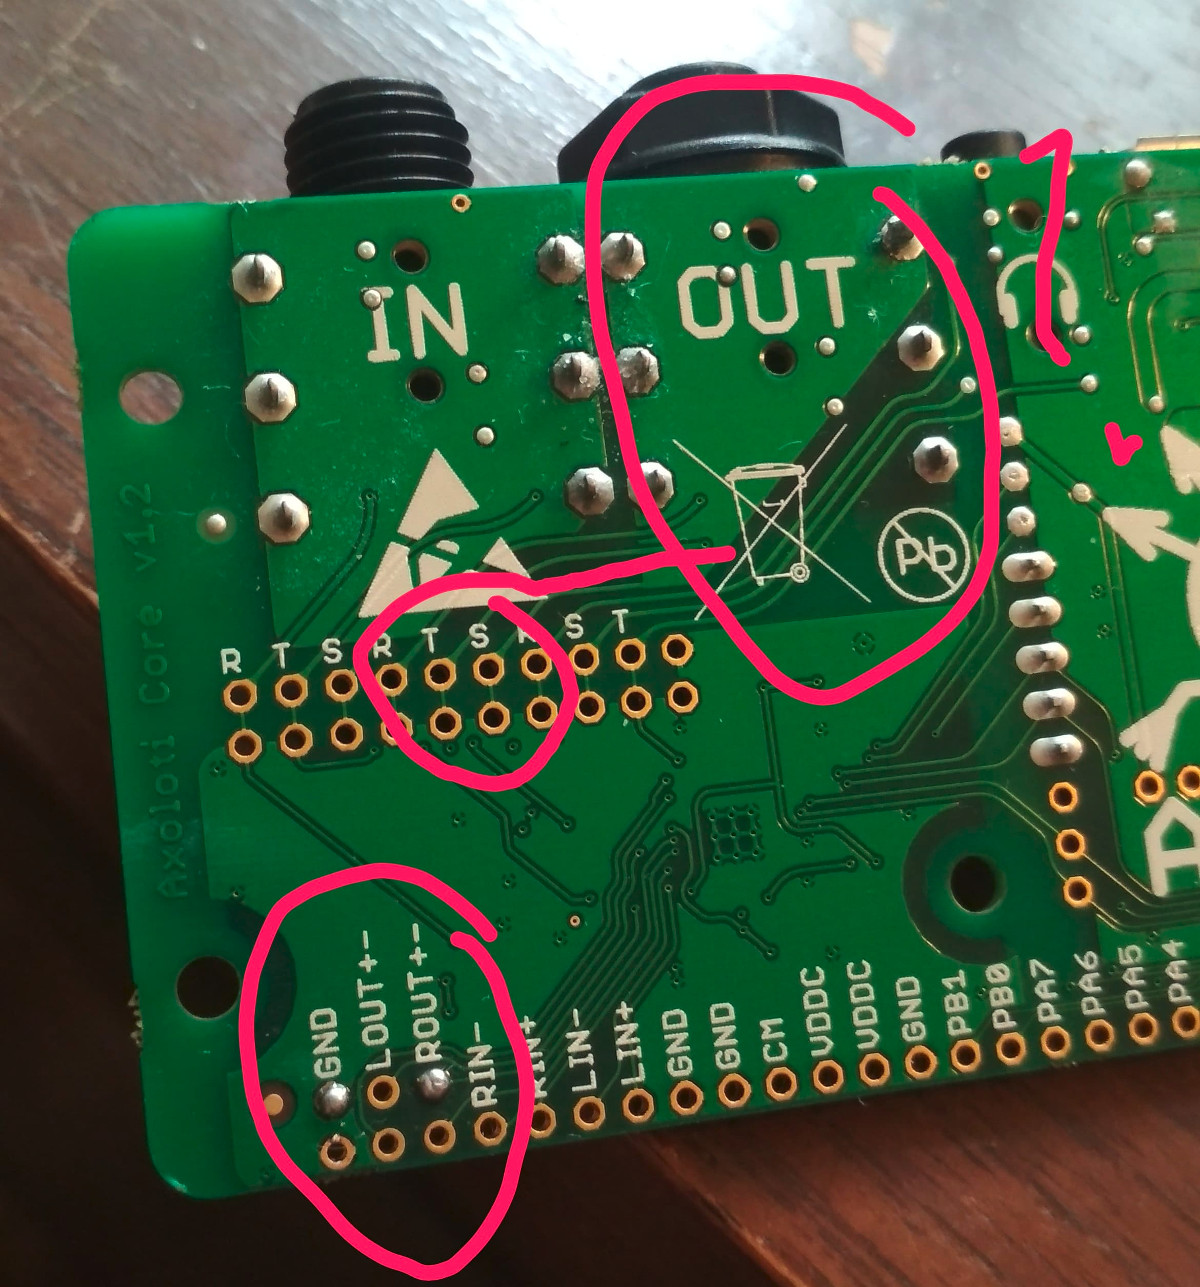 IN
OUT
Pb
R T S R T S R S T
Axoloti Core v1.2
GND
LOUT+-
ROUT+-
RIN-
RIN+
LIN-
LIN+
GND
GND
CM
VDDC
VDDC
GND
PB1
PB0
PA7
PA6
PA5
PA4